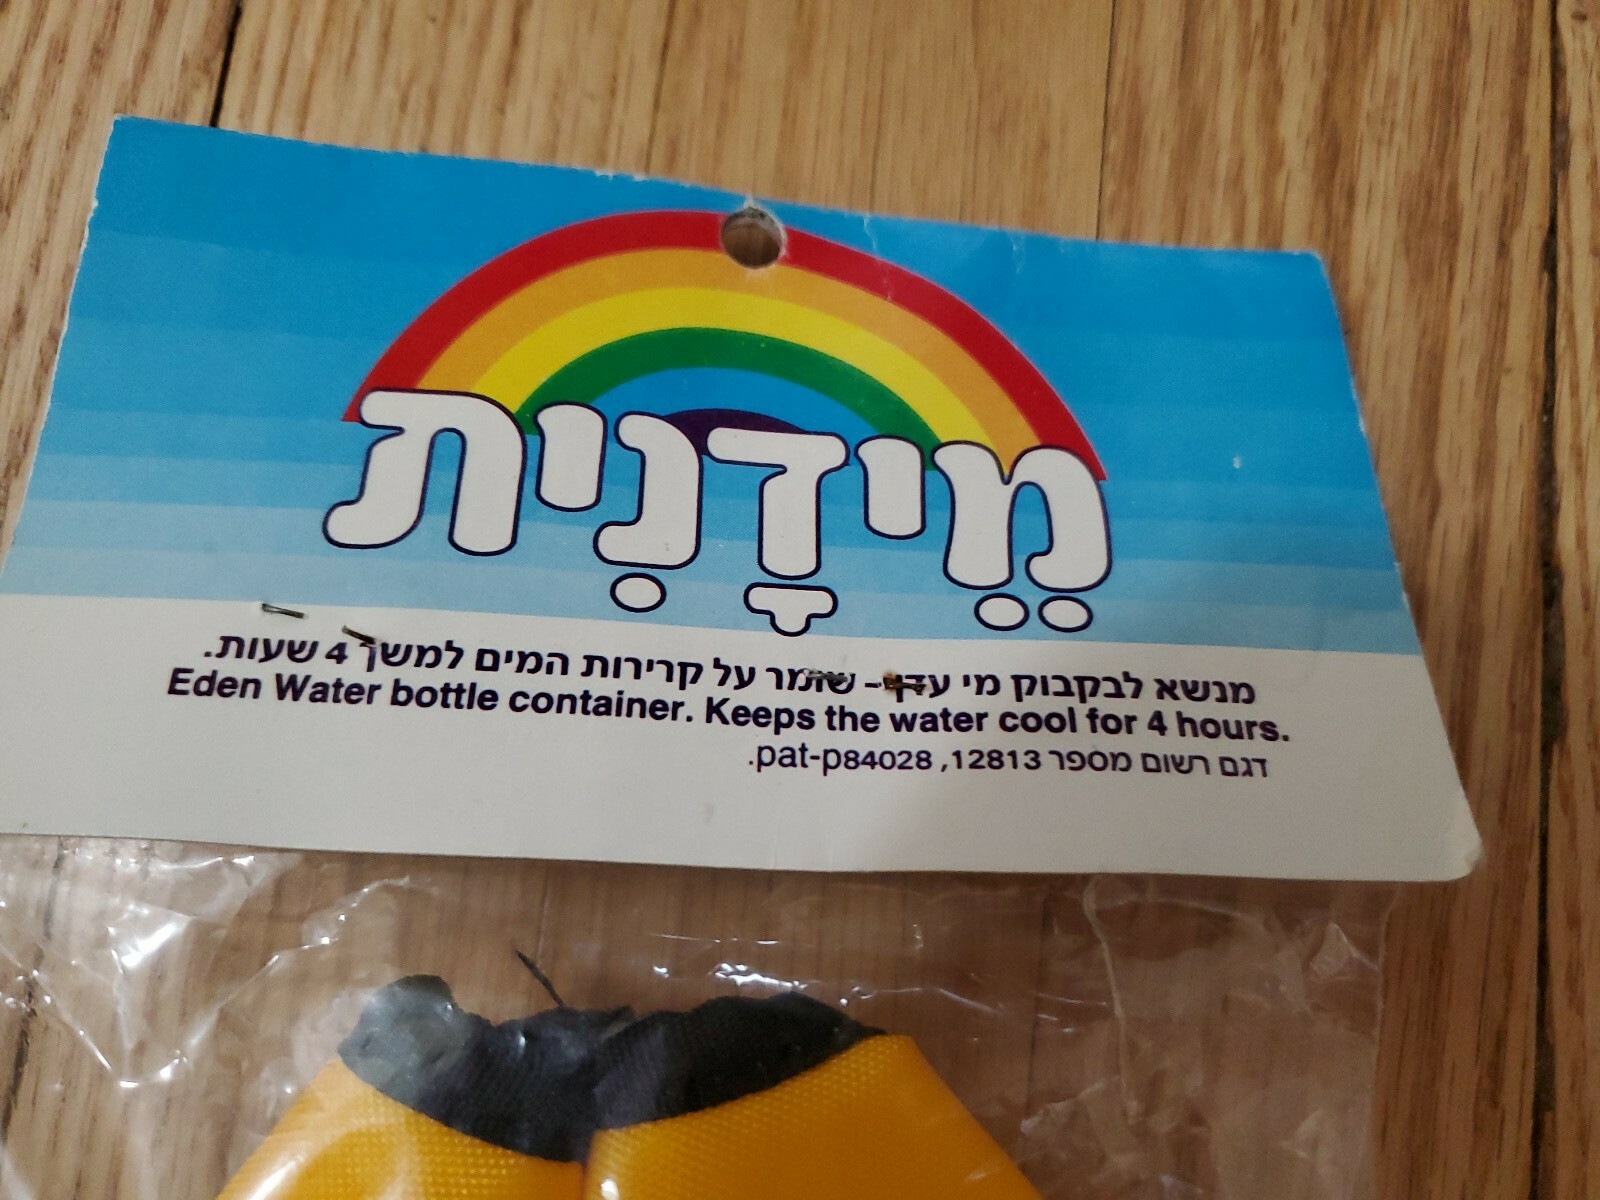 מֵידָנִית
מנשא לבקבוק מי עדן - שומר על קרירות המים למשך 4 שעות.
Eden Water bottle container. Keeps the water cool for 4 hours.
דגם רשום מספר 12813, pat-p84028.